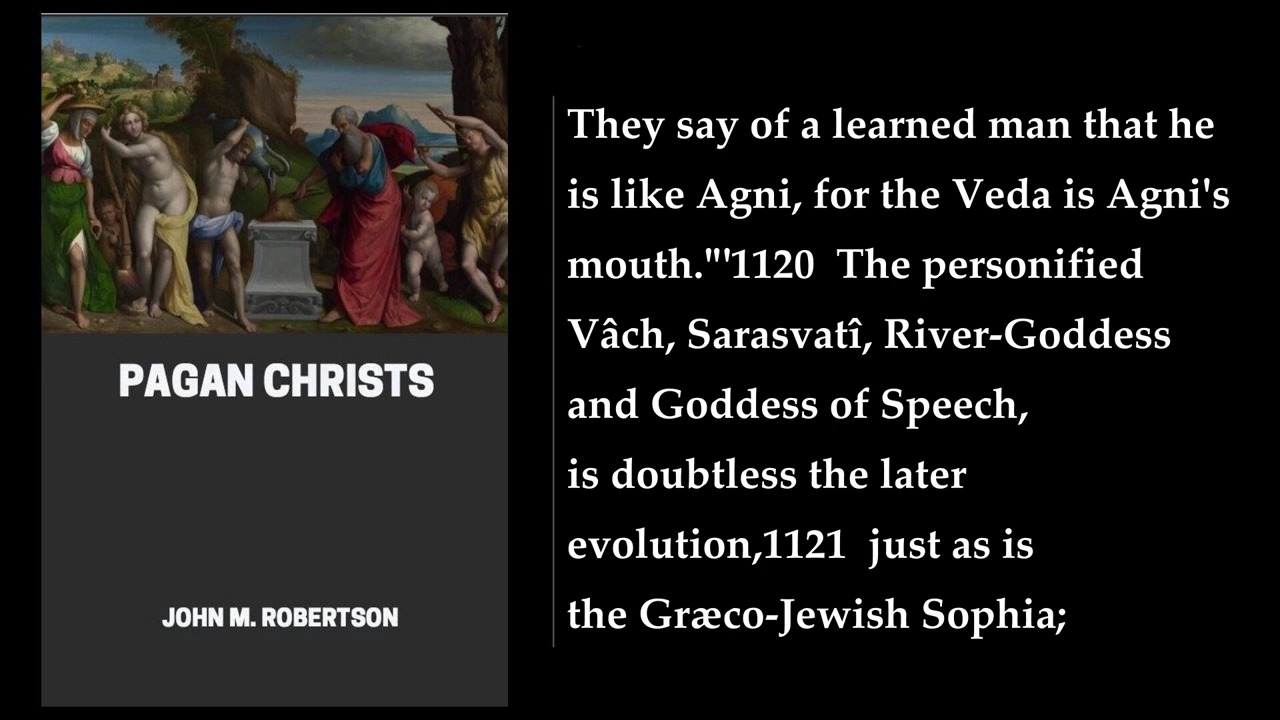 PAGAN CHRISTS
JOHN M. ROBERTSON
They say of a learned man that he
is like Agni, for the Veda is Agni's
mouth."'1120  The personified
Vâch, Sarasvatî, River-Goddess
and Goddess of Speech,
is doubtless the later
evolution,1121  just as is
the Græco-Jewish Sophia;